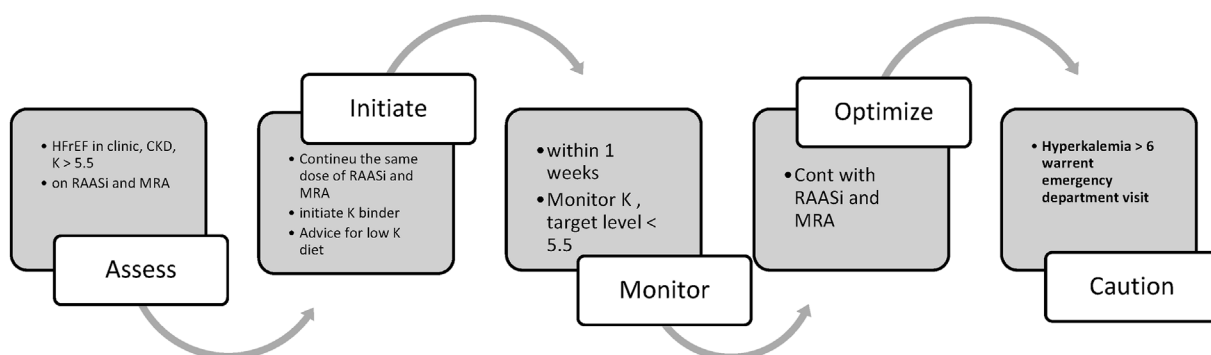 • HFrEF in clinic, CKD,
K > 5.5
• on RAASi and MRA
Assess
Initiate
• Contineu the same
dose of RAASi and
MRA
• initiate K binder
• Advice for low K
diet
• within 1
weeks
• Monitor K ,
target level <
5.5
Monitor
Optimize
• Cont with
RAASi and
MRA
• Hyperkalemia > 6
warrent
emergency
department visit
Caution